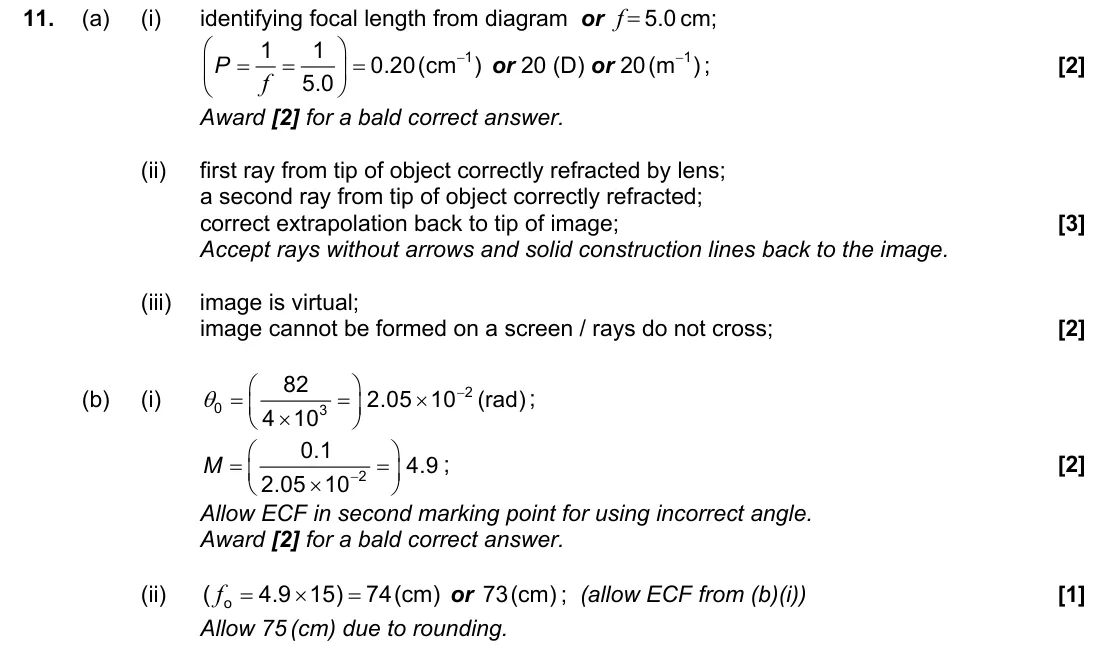 11. (a) (i) identifying focal length from diagram or f = 5.0 cm;
(P = 1/f = 1/5.0) = 0.20 (cm⁻¹) or 20 (D) or 20 (m⁻¹); [2]
Award [2] for a bald correct answer.
(ii) first ray from tip of object correctly refracted by lens;
a second ray from tip of object correctly refracted;
correct extrapolation back to tip of image; [3]
Accept rays without arrows and solid construction lines back to the image.
(iii) image is virtual;
image cannot be formed on a screen / rays do not cross; [2]
(b) (i) θ₀ = (82/4×10³ =) 2.05×10⁻² (rad);
M = (0.1/2.05×10⁻² =) 4.9; [2]
Allow ECF in second marking point for using incorrect angle.
Award [2] for a bald correct answer.
(ii) (fₒ = 4.9×15) = 74 (cm) or 73 (cm); (allow ECF from (b)(i)) [1]
Allow 75 (cm) due to rounding.